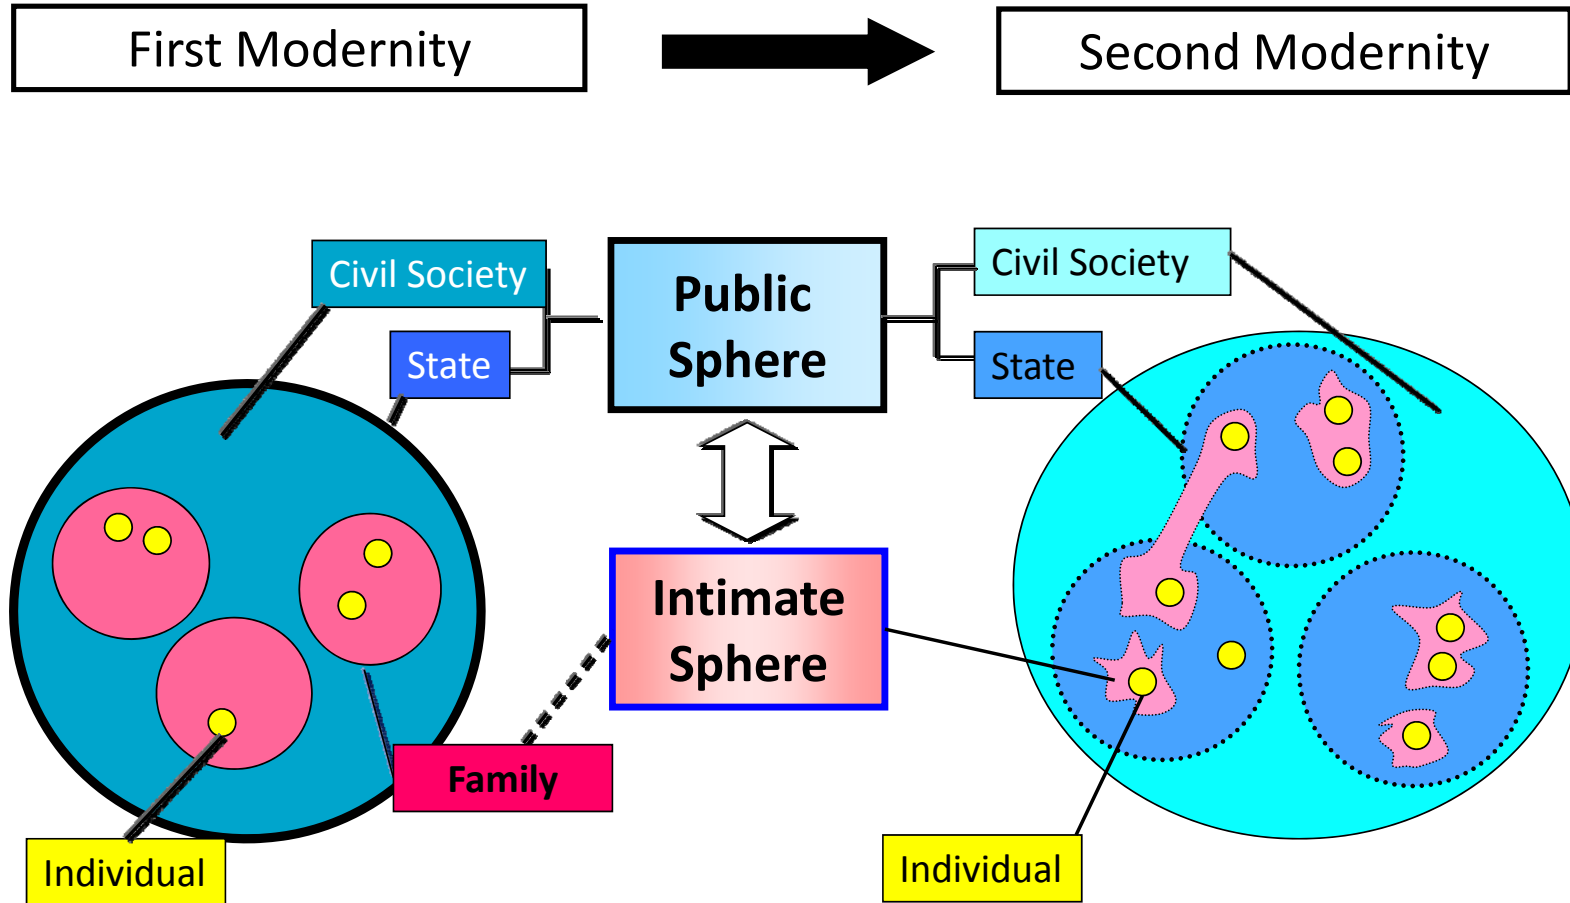 First Modernity
Second Modernity
Civil Society
State
Public
Sphere
Civil Society
State
Intimate
Sphere
Family
Individual
Individual